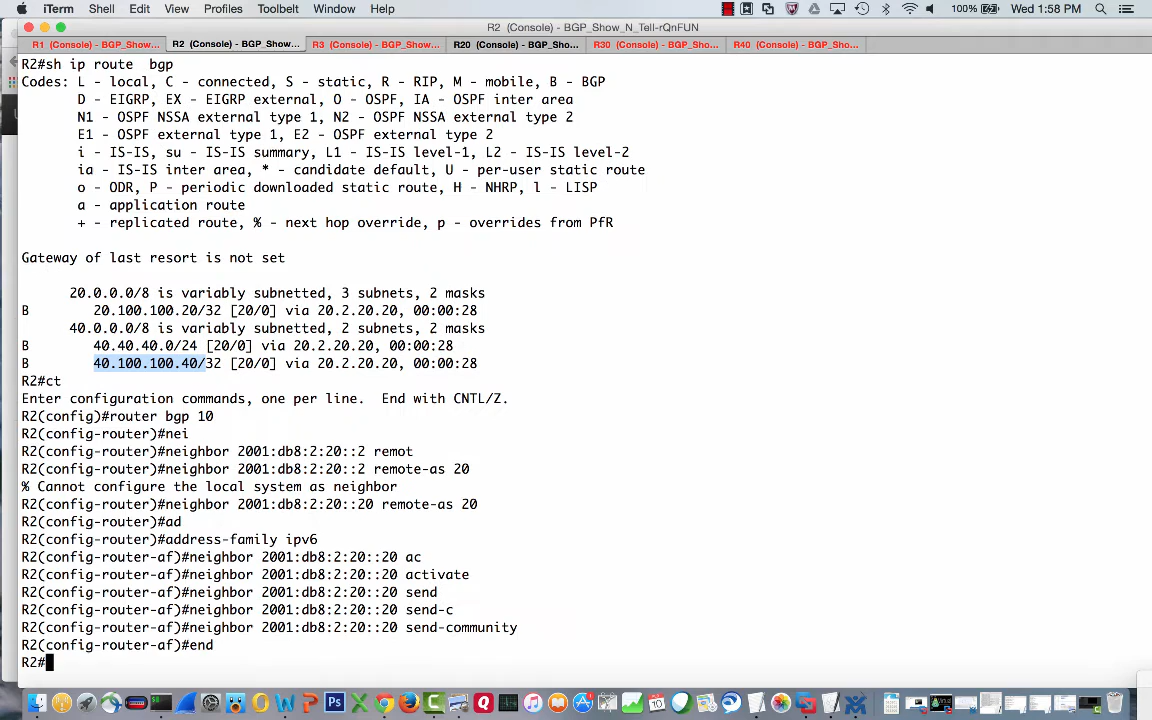 iTerm Shell Edit View Profiles Toolbelt Window Help 100% Wed 1:58 PM
R2 (Console) - BGP_Show_N_Tell-rQnFUN
R1 (Console) - BGP_Show... R2 (Console) - BGP_Show... R3 (Console) - BGP_Show... R20 (Console) - BGP_Sho... R30 (Console) - BGP_Sho... R40 (Console) - BGP_Sho...
R2#sh ip route  bgp
Codes: L - local, C - connected, S - static, R - RIP, M - mobile, B - BGP
       D - EIGRP, EX - EIGRP external, O - OSPF, IA - OSPF inter area
       N1 - OSPF NSSA external type 1, N2 - OSPF NSSA external type 2
       E1 - OSPF external type 1, E2 - OSPF external type 2
       i - IS-IS, su - IS-IS summary, L1 - IS-IS level-1, L2 - IS-IS level-2
       ia - IS-IS inter area, * - candidate default, U - per-user static route
       o - ODR, P - periodic downloaded static route, H - NHRP, l - LISP
       a - application route
       + - replicated route, % - next hop override, p - overrides from PfR
Gateway of last resort is not set
      20.0.0.0/8 is variably subnetted, 3 subnets, 2 masks
B        20.100.100.20/32 [20/0] via 20.2.20.20, 00:00:28
      40.0.0.0/8 is variably subnetted, 2 subnets, 2 masks
B        40.40.40.0/24 [20/0] via 20.2.20.20, 00:00:28
B        40.100.100.40/32 [20/0] via 20.2.20.20, 00:00:28
R2#ct
Enter configuration commands, one per line.  End with CNTL/Z.
R2(config)#router bgp 10
R2(config-router)#nei
R2(config-router)#neighbor 2001:db8:2:20::2 remot
R2(config-router)#neighbor 2001:db8:2:20::2 remote-as 20
% Cannot configure the local system as neighbor
R2(config-router)#neighbor 2001:db8:2:20::20 remote-as 20
R2(config-router)#ad
R2(config-router)#address-family ipv6
R2(config-router-af)#neighbor 2001:db8:2:20::20 ac
R2(config-router-af)#neighbor 2001:db8:2:20::20 activate
R2(config-router-af)#neighbor 2001:db8:2:20::20 send
R2(config-router-af)#neighbor 2001:db8:2:20::20 send-c
R2(config-router-af)#neighbor 2001:db8:2:20::20 send-community
R2(config-router-af)#end
R2#